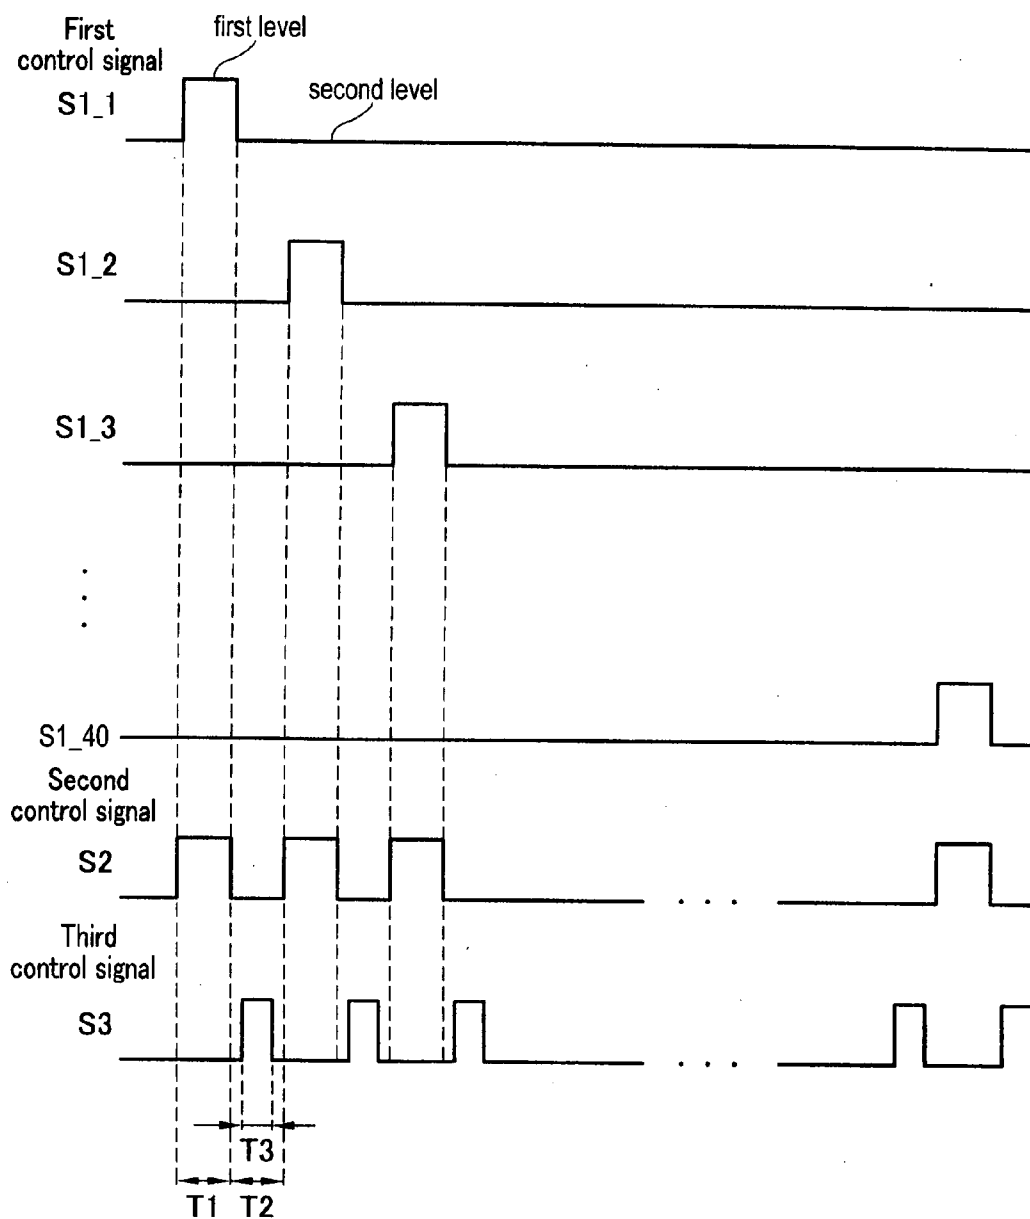 First
control signal
first level
S1_1
second level
S1_2
S1_3
S1_40
Second
control signal
S2
Third
control signal
S3
T3
T1
T2